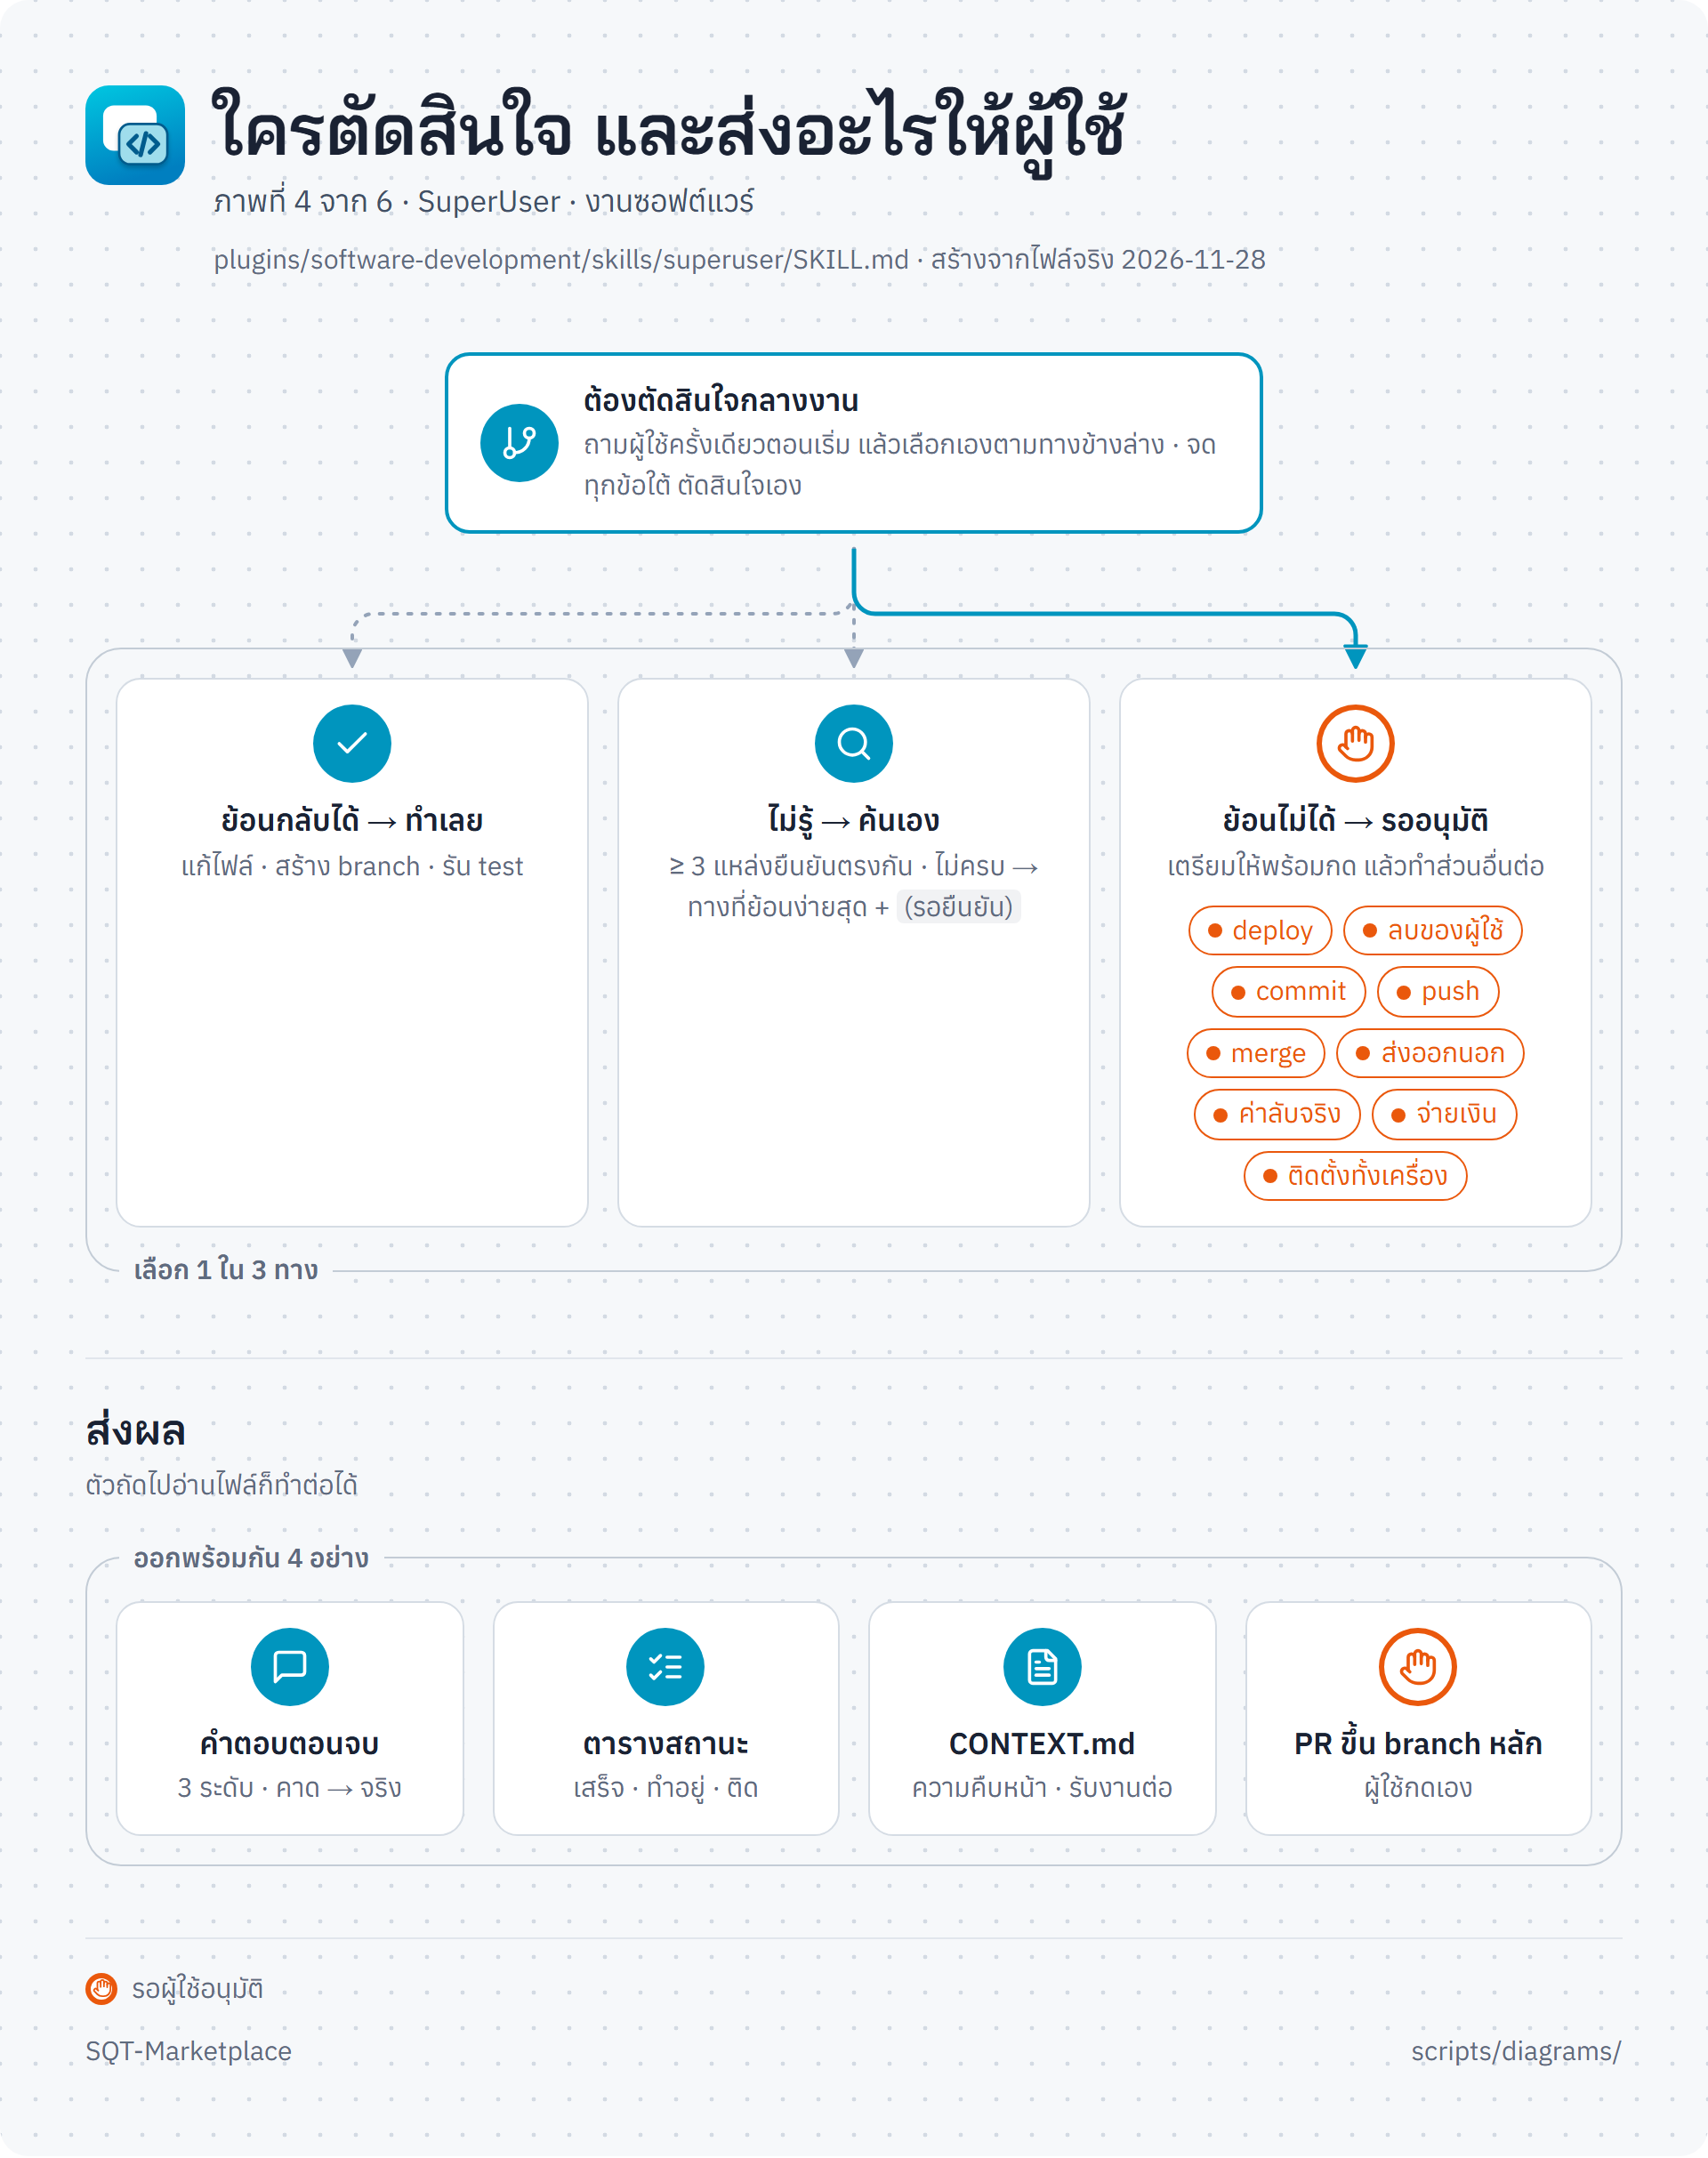 ใครตัดสินใจ และส่งอะไรให้ผู้ใช้
ภาพที่ 4 จาก 6 · SuperUser · งานซอฟต์แวร์
plugins/software-development/skills/superuser/SKILL.md · สร้างจากไฟล์จริง 2026-11-28
ต้องตัดสินใจกลางงาน
ถามผู้ใช้ครั้งเดียวตอนเริ่ม แล้วเลือกเองตามทางข้างล่าง · จด
ทุกข้อใต้ ตัดสินใจเอง
ย้อนกลับได้ → ทำเลย
แก้ไฟล์ · สร้าง branch · รัน test
ไม่รู้ → ค้นเอง
≥ 3 แหล่งยืนยันตรงกัน · ไม่ครบ →
ทางที่ย้อนง่ายสุด + (รอยืนยัน)
ย้อนไม่ได้ → รออนุมัติ
เตรียมให้พร้อมกด แล้วทำส่วนอื่นต่อ
deploy
ลบของผู้ใช้
commit
push
merge
ส่งออกนอก
ค่าลับจริง
จ่ายเงิน
ติดตั้งทั้งเครื่อง
เลือก 1 ใน 3 ทาง
ส่งผล
ตัวถัดไปอ่านไฟล์ก็ทำต่อได้
ออกพร้อมกัน 4 อย่าง
คำตอบตอนจบ
3 ระดับ · คาด → จริง
ตารางสถานะ
เสร็จ · ทำอยู่ · ติด
CONTEXT.md
ความคืบหน้า · รับงานต่อ
PR ขึ้น branch หลัก
ผู้ใช้กดเอง
รอผู้ใช้อนุมัติ
SQT-Marketplace
scripts/diagrams/